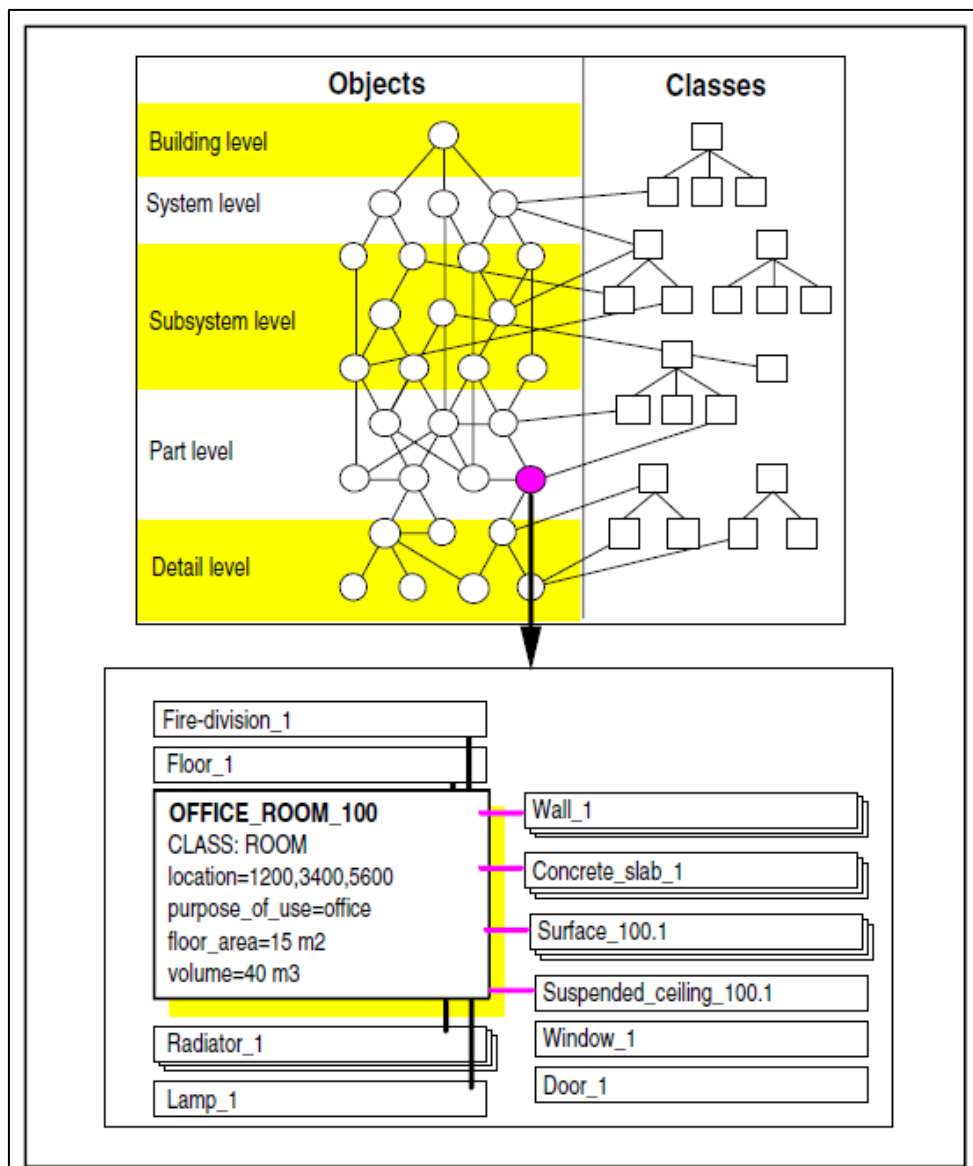 Objects
Classes
Building level
System level
Subsystem level
Part level
Detail level
Fire-division_1
Floor_1
OFFICE_ROOM_100
CLASS: ROOM
location=1200,3400,5600
purpose_of_use=office
floor_area=15 m2
volume=40 m3
Radiator_1
Lamp_1
Wall_1
Concrete_slab_1
Surface_100.1
Suspended_ceiling_100.1
Window_1
Door_1